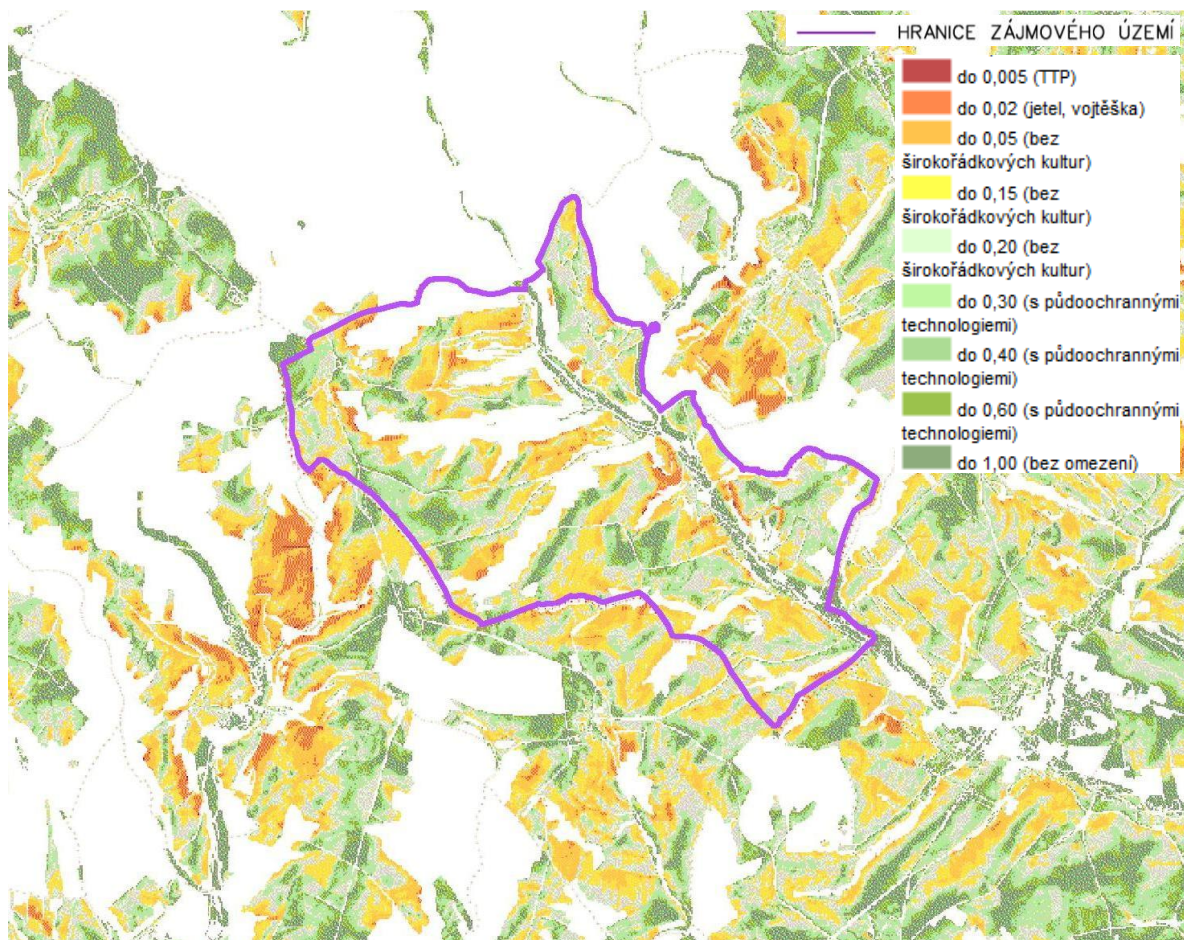 HRANICE ZÁJMOVÉHO ÚZEMÍ
do 0,005 (TTP)
do 0,02 (jetel, vojtěška)
do 0,05 (bez
širokořádkových kultur)
do 0,15 (bez
širokořádkových kultur)
do 0,20 (bez
širokořádkových kultur)
do 0,30 (s půdoochrannými
technologiemi)
do 0,40 (s půdoochrannými
technologiemi)
do 0,60 (s půdoochrannými
technologiemi)
do 1,00 (bez omezení)